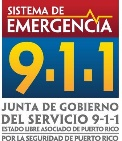 SISTEMA DE
EMERGENCIA
9·1·1
JUNTA DE GOBIERNO
DEL SERVICIO 9-1-1
ESTADO LIBRE ASOCIADO DE PUERTO RICO
POR LA SEGURIDAD DE PUERTO RICO